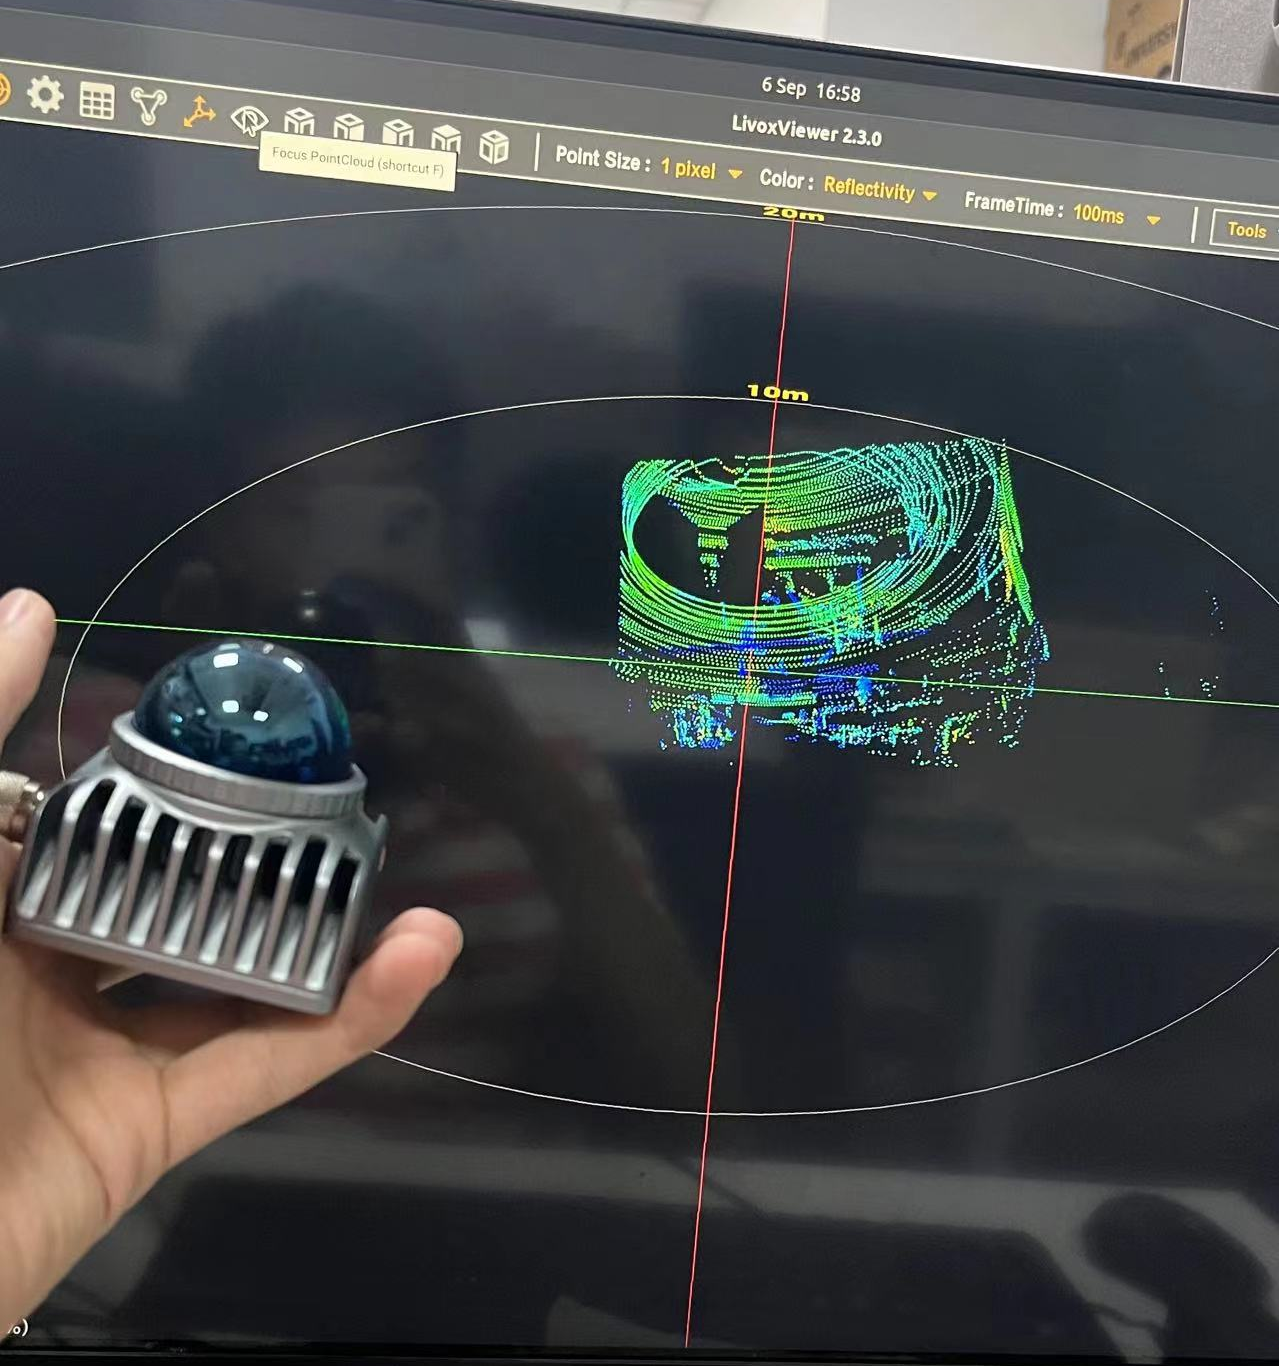 6 Sep 16:58
LivoxViewer 2.3.0
Point Size : 1 pixel Color : Reflectivity FrameTime : 100ms Tools
Focus PointCloud (shortcut F)
20m
10m
%)